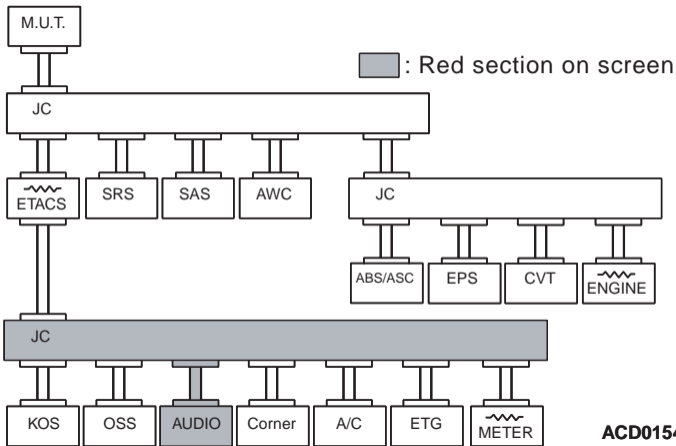 M.U.T.
: Red section on screen
JC
ETACS
SRS
SAS
AWC
JC
ABS/ASC
EPS
CVT
ENGINE
JC
KOS
OSS
AUDIO
Corner
A/C
ETG
METER
ACD0154